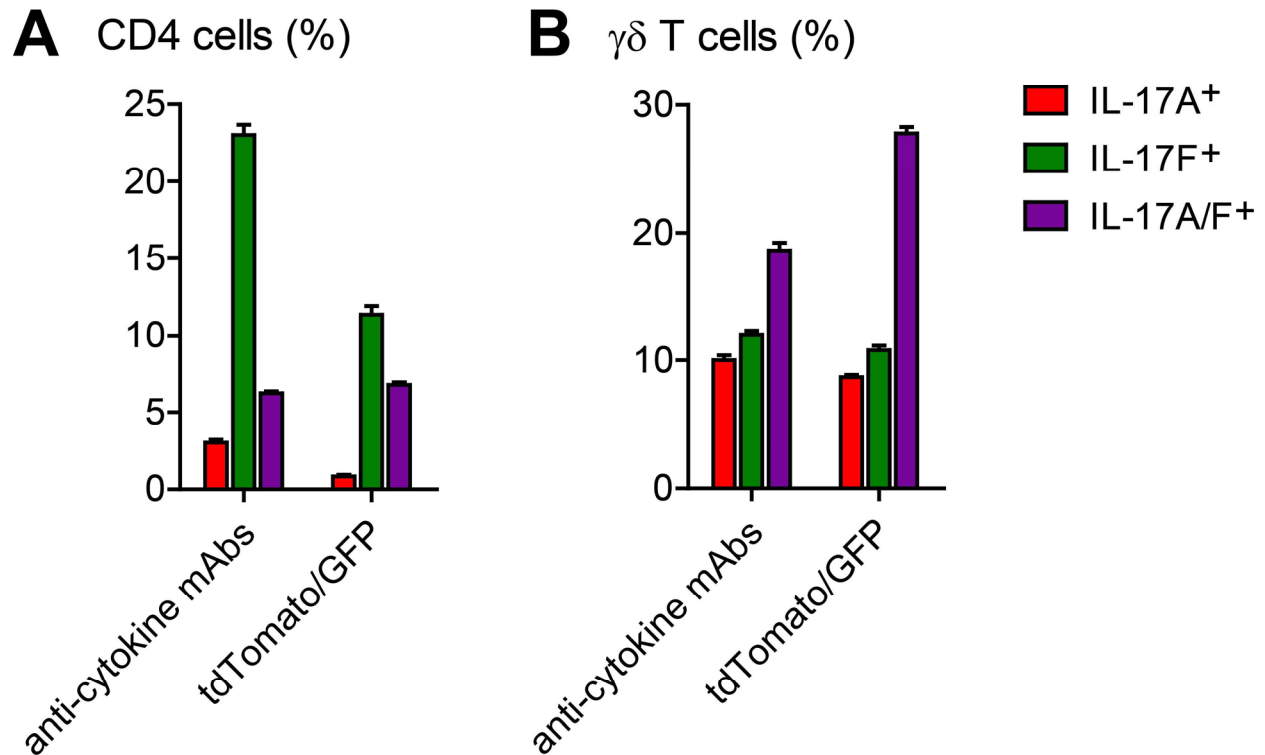 A CD4 cells (%)
25
20
15
10
5
0
anti-cytokine mAbs
tdTomato/GFP
B γδ T cells (%)
30
20
10
0
anti-cytokine mAbs
tdTomato/GFP
IL-17A⁺
IL-17F⁺
IL-17A/F⁺